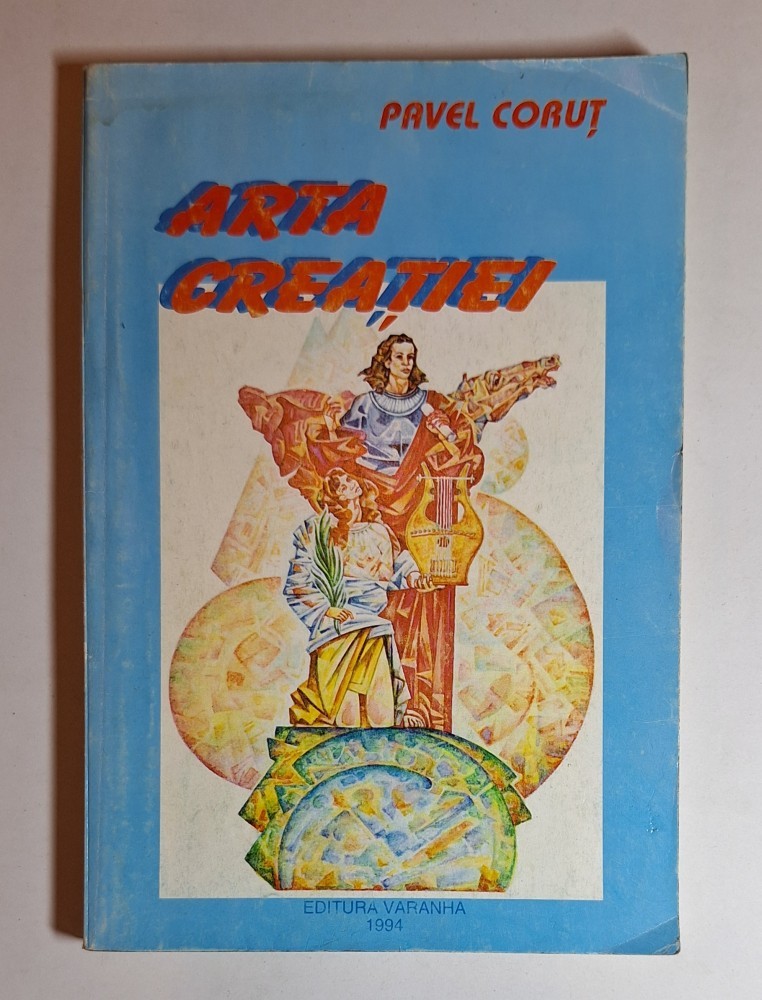 PAVEL CORUȚ
ARTA
CREAȚIEI
EDITURA VARANHA
1994